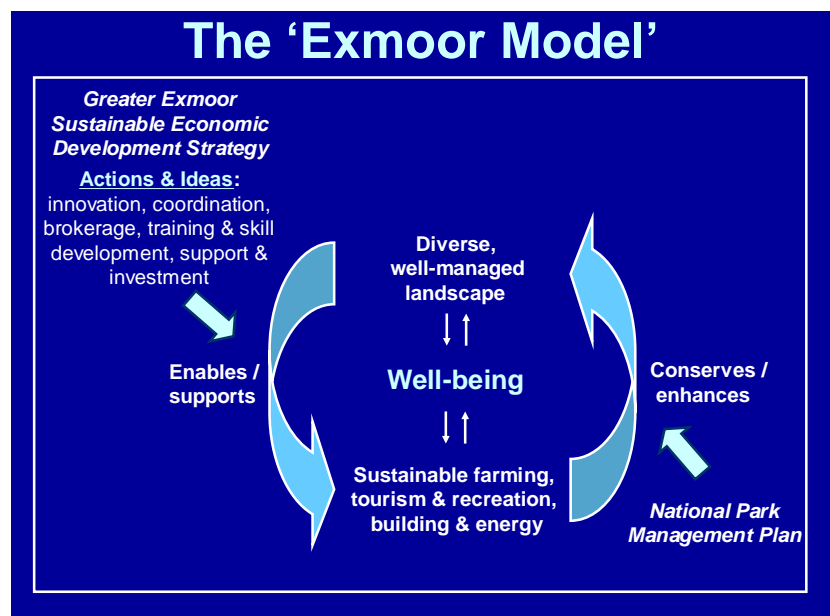 The ‘Exmoor Model’
Greater Exmoor
Sustainable Economic
Development Strategy
Actions & Ideas:
innovation, coordination,
brokerage, training & skill
development, support &
investment
Diverse,
well-managed
landscape
Enables /
supports
Well-being
Conserves /
enhances
Sustainable farming,
tourism & recreation,
building & energy
National Park
Management Plan